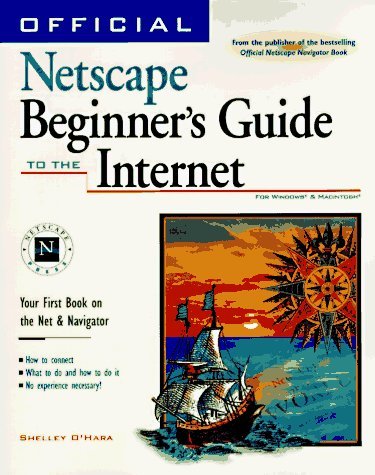 OFFICIAL
From the publisher of the bestselling
Official Netscape Navigator Book
Netscape
Beginner's Guide
TO THE Internet
FOR WINDOWS® & MACINTOSH®
NETSCAPE
N
PRESS
Your First Book on
the Net & Navigator
■ How to connect
■ What to do and how to do it
■ No experience necessary!
SHELLEY O'HARA